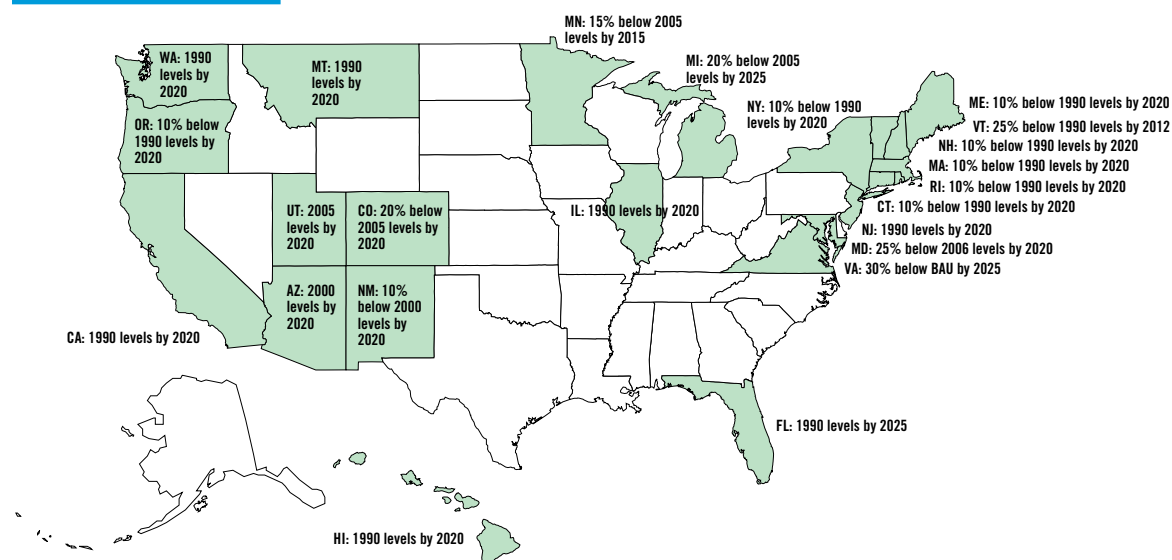 MN: 15% below 2005
levels by 2015
WA: 1990
levels by
2020
MT: 1990
levels by
2020
MI: 20% below 2005
levels by 2025
NY: 10% below 1990
levels by 2020
ME: 10% below 1990 levels by 2020
OR: 10% below
1990 levels by
2020
VT: 25% below 1990 levels by 2012
NH: 10% below 1990 levels by 2020
MA: 10% below 1990 levels by 2020
RI: 10% below 1990 levels by 2020
CT: 10% below 1990 levels by 2020
UT: 2005
levels by
2020
CO: 20% below
2005 levels by
2020
IL: 1990 levels by 2020
NJ: 1990 levels by 2020
MD: 25% below 2006 levels by 2020
VA: 30% below BAU by 2025
AZ: 2000
levels by
2020
NM: 10%
below 2000
levels by
2020
CA: 1990 levels by 2020
FL: 1990 levels by 2025
HI: 1990 levels by 2020